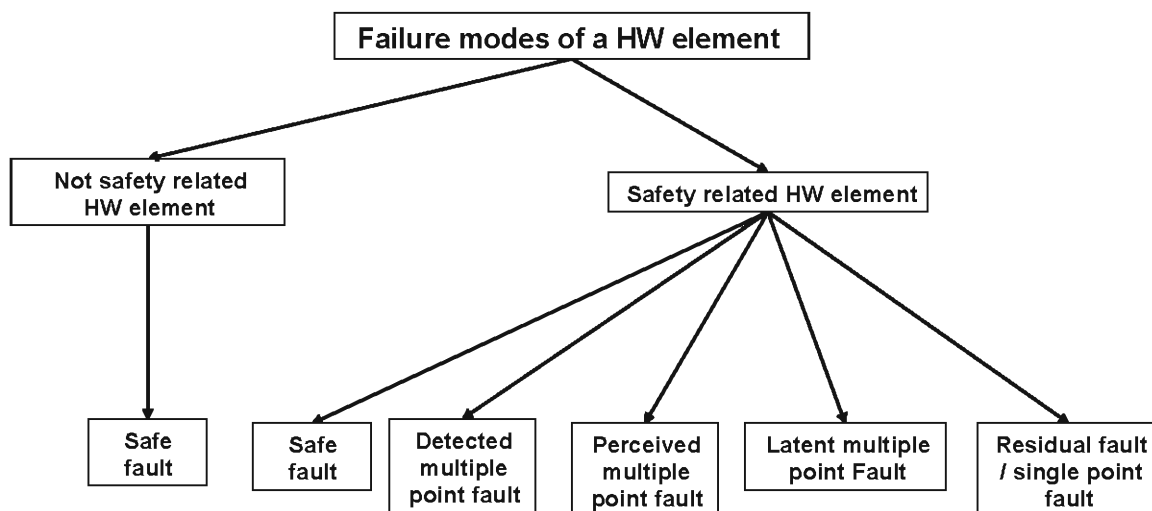 Failure modes of a HW element
Not safety related
HW element
Safety related HW element
Safe
fault
Safe
fault
Detected
multiple
point fault
Perceived
multiple
point fault
Latent multiple
point Fault
Residual fault
/ single point
fault